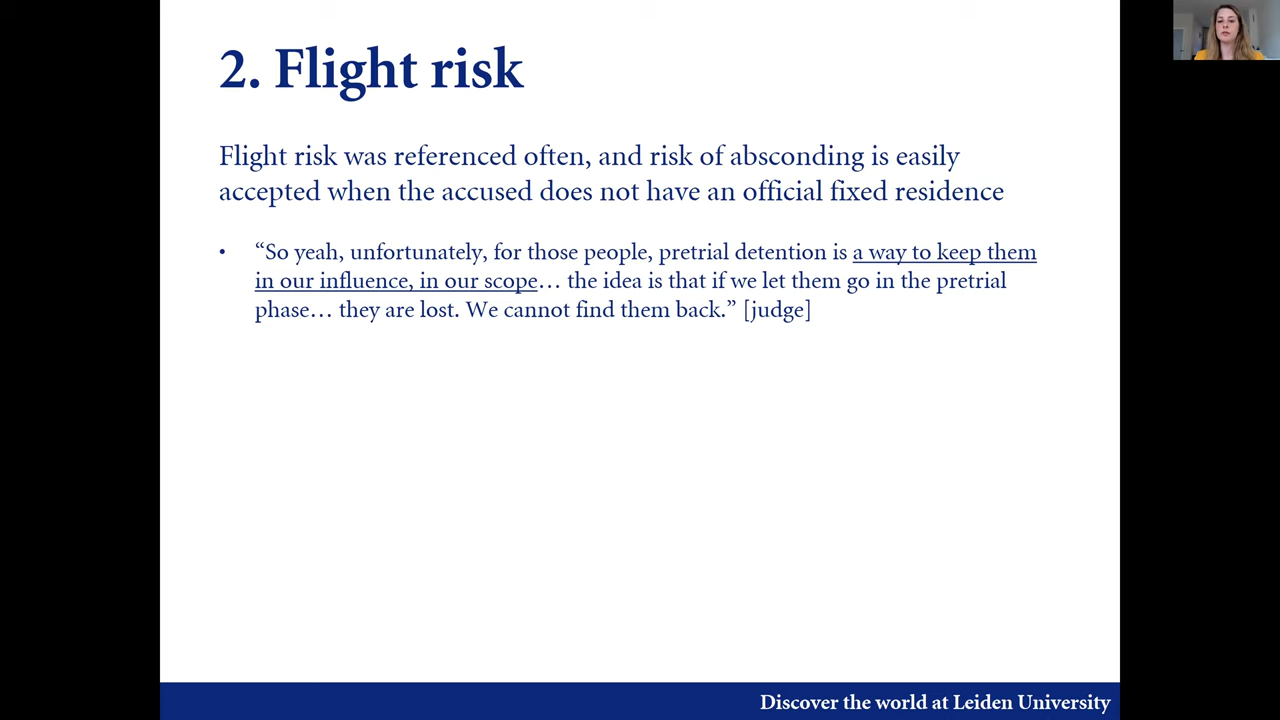 2. Flight risk
Flight risk was referenced often, and risk of absconding is easily
accepted when the accused does not have an official fixed residence
• “So yeah, unfortunately, for those people, pretrial detention is a way to keep them
in our influence, in our scope… the idea is that if we let them go in the pretrial
phase… they are lost. We cannot find them back.” [judge]
Discover the world at Leiden University